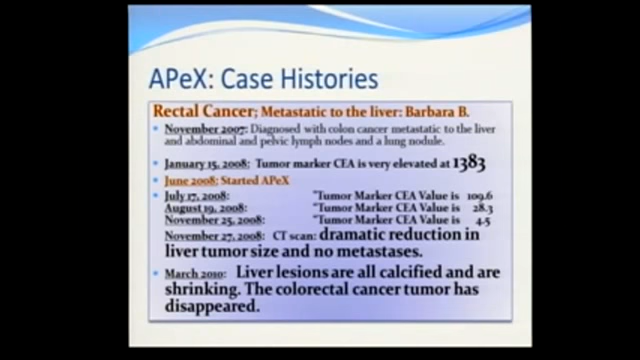 APeX: Case Histories
Rectal Cancer; Metastatic to the liver: Barbara B.
• November 2007: Diagnosed with colon cancer metastatic to the liver
and abdominal and pelvic lymph nodes and a lung nodule.
• January 15, 2008: Tumor marker CEA is very elevated at 1383
• June 2008: Started APeX
• July 17, 2008: "Tumor Marker CEA Value is 109.6
August 19, 2008: "Tumor Marker CEA Value is 28.3
November 25, 2008: "Tumor Marker CEA Value is 4.5
November 27, 2008: CT scan: dramatic reduction in
liver tumor size and no metastases.
• March 2010: Liver lesions are all calcified and are
shrinking. The colorectal cancer tumor has
disappeared.